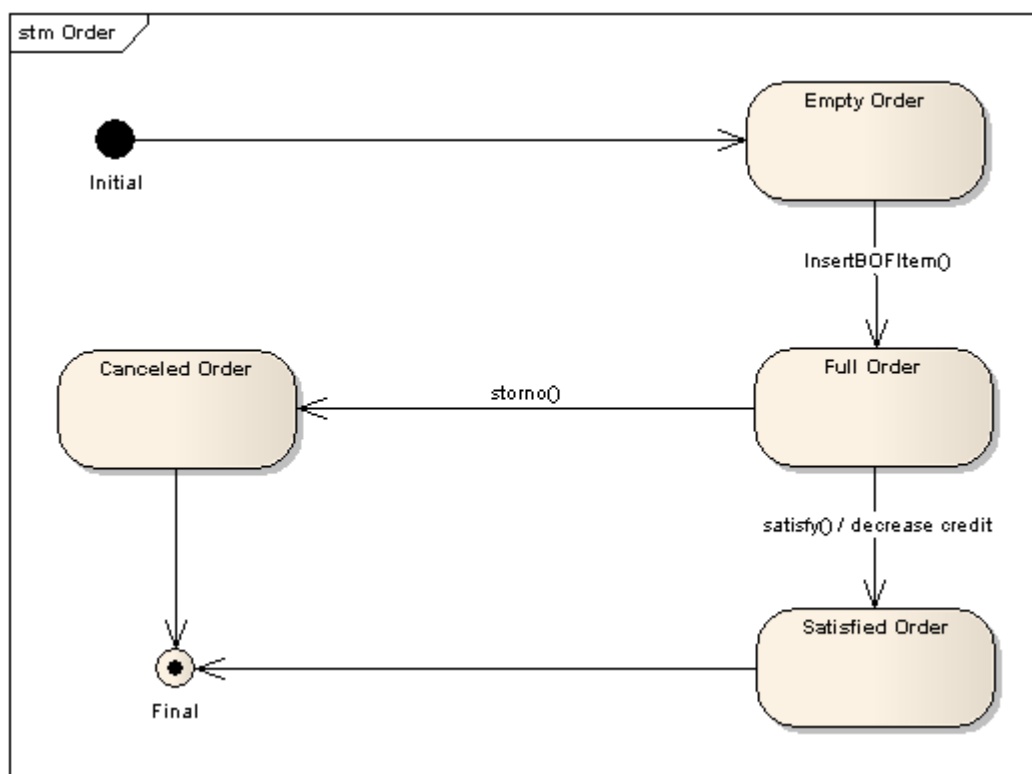 stm Order
Empty Order
Initial
InsertBOFItem()
Canceled Order
Full Order
storno()
satisfy() / decrease credit
Satisfied Order
Final